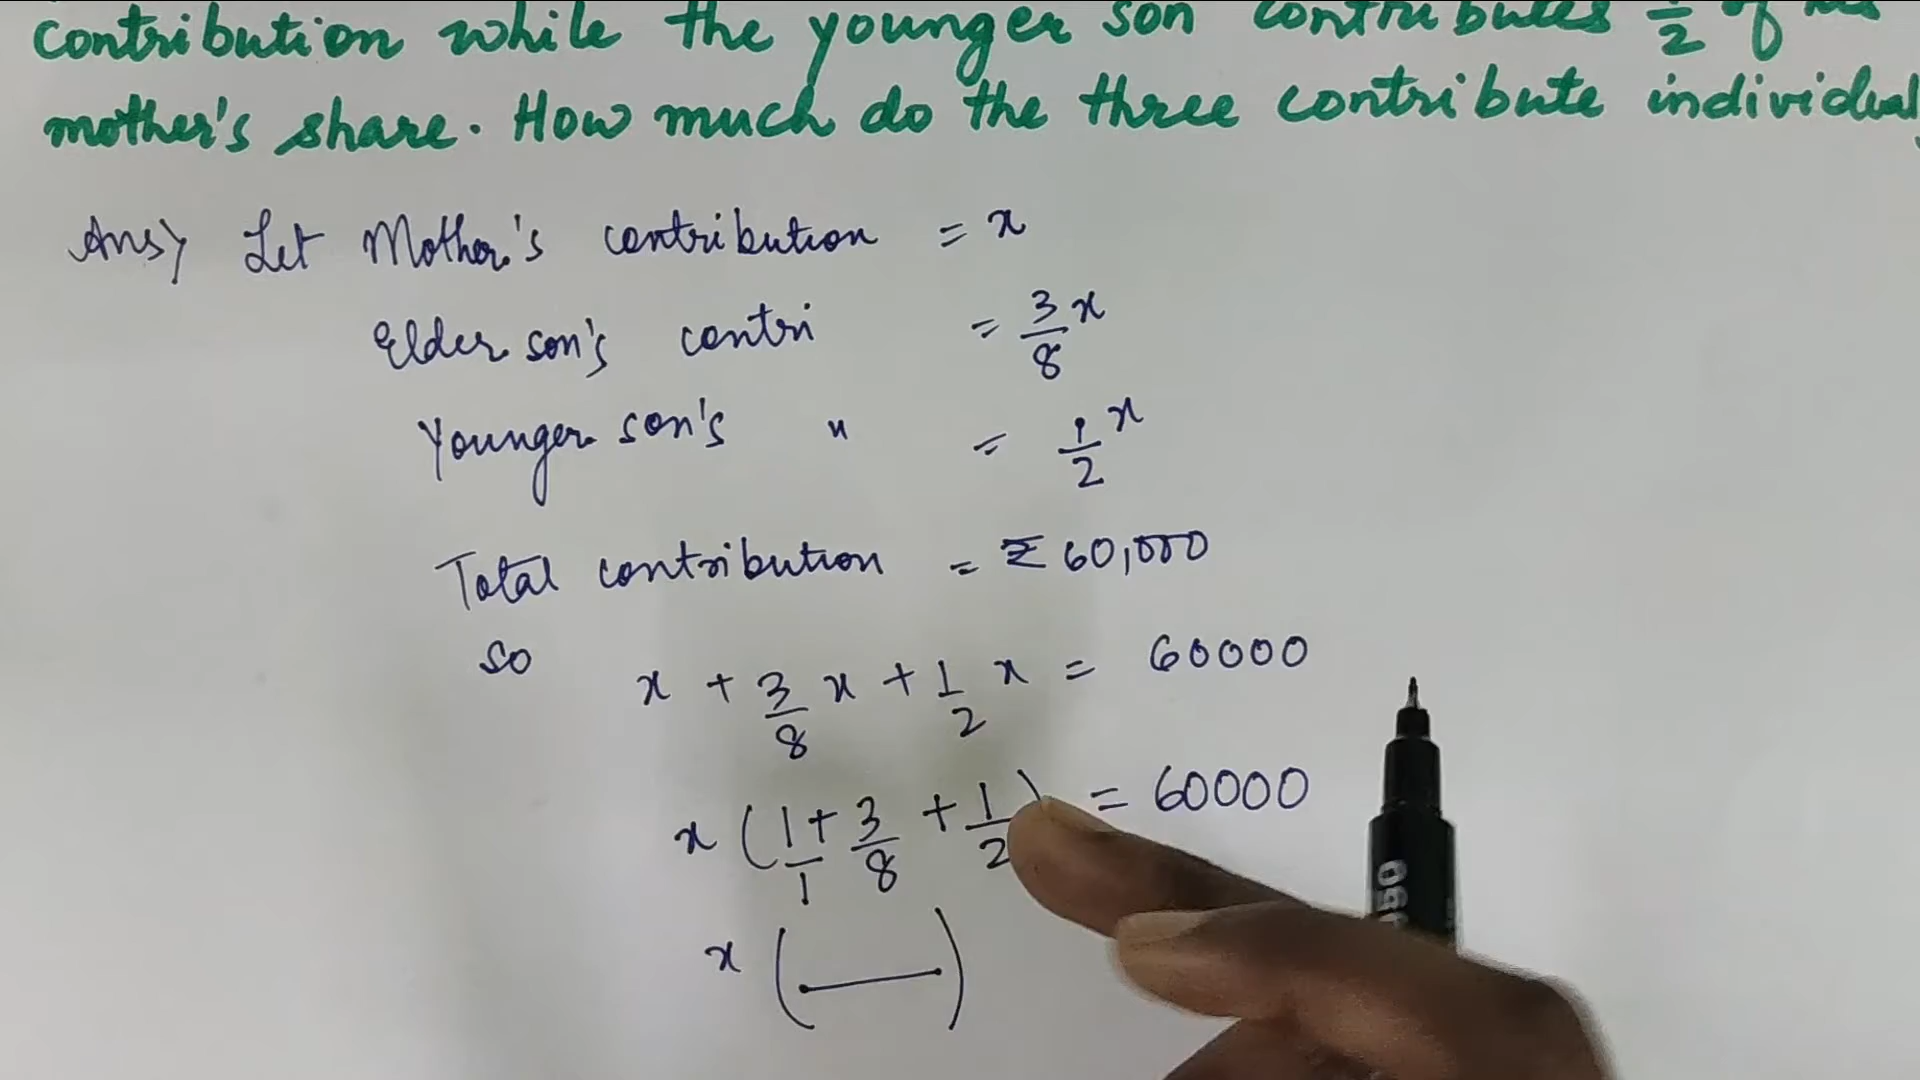 contribution while the younger son contributes 1/2 of his
mother's share. How much do the three contribute individual
Ans) Let Mother's contribution = x
Elder son's contri = 3/8 x
Younger son's " = 1/2 x
Total contribution = ₹ 60,000
so x + 3/8 x + 1/2 x = 60000
x (1/1 + 3/8 + 1/2) = 60000
x ( )